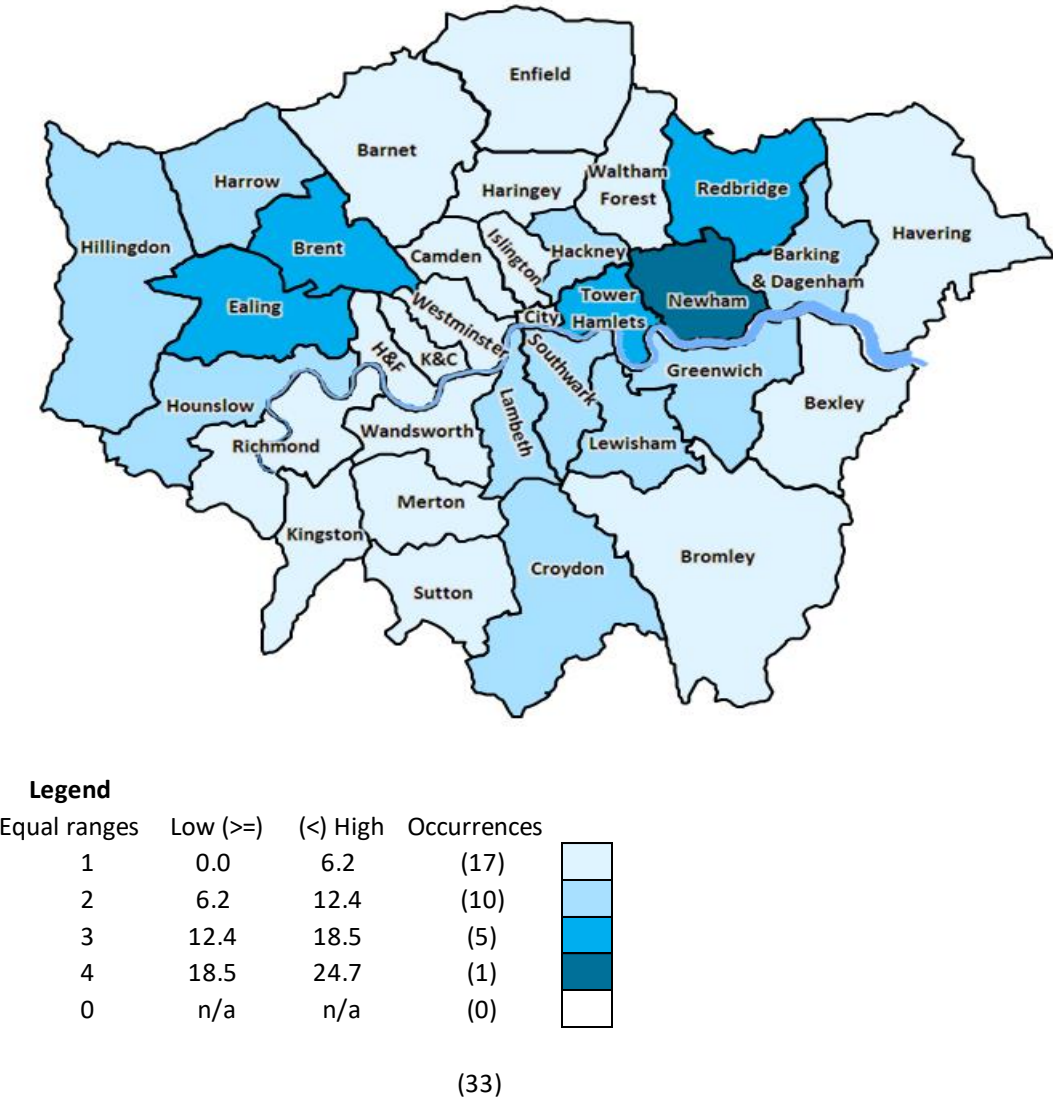 Enfield
Barnet
Waltham
Forest
Haringey
Harrow
Redbridge
Havering
Hillingdon
Brent
Camden
Islington
Hackney
Barking
& Dagenham
Ealing
Westminster
City
Tower
Hamlets
Newham
H&F
K&C
Southwark
Greenwich
Hounslow
Bexley
Richmond
Wandsworth
Lambeth
Lewisham
Merton
Kingston
Croydon
Bromley
Sutton
Legend
Equal ranges Low (>=) (<) High Occurrences
1 0.0 6.2 (17)
2 6.2 12.4 (10)
3 12.4 18.5 (5)
4 18.5 24.7 (1)
0 n/a n/a (0)
(33)